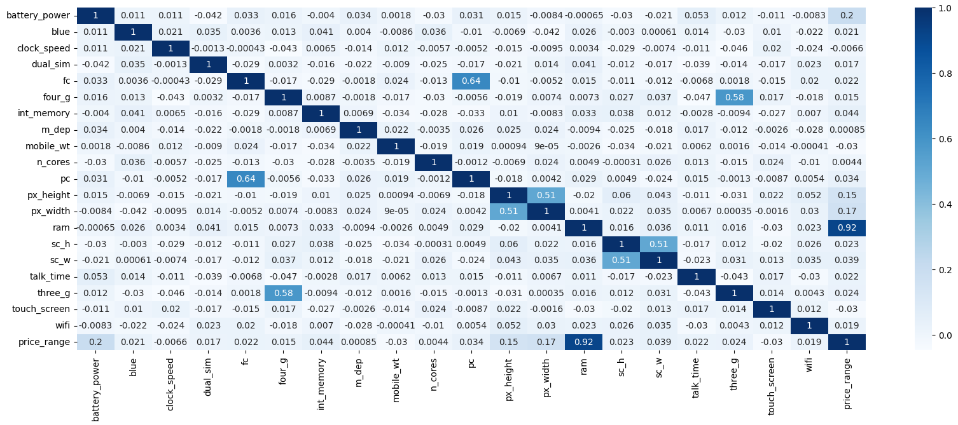 battery_power 1 0.011 0.011 -0.042 0.033 0.016 -0.004 0.034 0.0018 -0.03 0.031 0.015 -0.0084 -0.00065 -0.03 -0.021 0.053 0.012 -0.011 -0.0083 0.2 1.0
blue 0.011 1 0.021 0.035 0.0036 0.013 0.041 0.004 -0.0086 0.036 -0.01 -0.0069 -0.042 0.026 -0.003 0.00061 0.014 -0.03 0.01 -0.022 0.021
clock_speed 0.011 0.021 1 -0.0013 -0.00043 -0.043 0.0065 -0.014 0.012 -0.0057 -0.0052 -0.015 -0.0095 0.0034 -0.029 -0.0074 -0.011 -0.046 0.02 -0.024 -0.0066
dual_sim -0.042 0.035 -0.0013 1 -0.029 0.0032 -0.016 -0.022 -0.009 -0.025 -0.017 -0.021 0.014 0.041 -0.012 -0.017 -0.039 -0.014 -0.017 0.023 0.017 0.8
fc 0.033 0.0036 -0.00043 -0.029 1 -0.017 -0.029 -0.0018 0.024 -0.013 0.64 -0.01 -0.0052 0.015 -0.011 -0.012 -0.0068 0.0018 -0.015 0.02 0.022
four_g 0.016 0.013 -0.043 0.0032 -0.017 1 0.0087 -0.0018 -0.017 -0.03 -0.0056 -0.019 0.0074 0.0073 0.027 0.037 -0.047 0.58 0.017 -0.018 0.015
int_memory -0.004 0.041 0.0065 -0.016 -0.029 0.0087 1 0.0069 -0.034 -0.028 -0.033 0.01 -0.0083 0.033 0.038 0.012 -0.0028 -0.0094 -0.027 0.007 0.044
m_dep 0.034 0.004 -0.014 -0.022 -0.0018 -0.0018 0.0069 1 0.022 -0.0035 0.026 0.025 0.024 -0.0094 -0.025 -0.018 0.017 -0.012 -0.0026 -0.028 0.00085 0.6
mobile_wt 0.0018 -0.0086 0.012 -0.009 0.024 -0.017 -0.034 0.022 1 -0.019 0.019 0.00094 9e-05 -0.0026 -0.034 -0.021 0.0062 0.0016 -0.014 -0.00041 -0.03
n_cores -0.03 0.036 -0.0057 -0.025 -0.013 -0.03 -0.028 -0.0035 -0.019 1 -0.0012 -0.0069 0.024 0.0049 -0.00031 0.026 0.013 -0.015 0.024 -0.01 0.0044
pc 0.031 -0.01 -0.0052 -0.017 0.64 -0.0056 -0.033 0.026 0.019 -0.0012 1 -0.018 0.0042 0.029 0.0049 -0.024 0.015 -0.0013 -0.0087 0.0054 0.034
px_height 0.015 -0.0069 -0.015 -0.021 -0.01 -0.019 0.01 0.025 0.00094 -0.0069 -0.018 1 0.51 -0.02 0.06 0.043 -0.011 -0.031 0.022 0.052 0.15 0.4
px_width -0.0084 -0.042 -0.0095 0.014 -0.0052 0.0074 -0.0083 0.024 9e-05 0.024 0.0042 0.51 1 0.0041 0.022 0.035 0.0067 0.00035 -0.0016 0.03 0.17
ram -0.00065 0.026 0.0034 0.041 0.015 0.0073 0.033 -0.0094 -0.0026 0.0049 0.029 -0.02 0.0041 1 0.016 0.036 0.011 0.016 -0.03 0.023 0.92
sc_h -0.03 -0.003 -0.029 -0.012 -0.011 0.027 0.038 -0.025 -0.034 -0.00031 0.0049 0.06 0.022 0.016 1 0.51 -0.017 0.012 -0.02 0.026 0.023
sc_w -0.021 0.00061 -0.0074 -0.017 -0.012 0.037 0.012 -0.018 -0.021 0.026 -0.024 0.043 0.035 0.036 0.51 1 -0.023 0.031 0.013 0.035 0.039
talk_time 0.053 0.014 -0.011 -0.039 -0.0068 -0.047 -0.0028 0.017 0.0062 0.013 0.015 -0.011 0.0067 0.011 -0.017 -0.023 1 -0.043 0.017 -0.03 0.022 0.2
three_g 0.012 -0.03 -0.046 -0.014 0.0018 0.58 -0.0094 -0.012 0.0016 -0.015 -0.0013 -0.031 0.00035 0.016 0.012 0.031 -0.043 1 0.014 0.0043 0.024
touch_screen -0.011 0.01 0.02 -0.017 -0.015 0.017 -0.027 -0.0026 -0.014 0.024 -0.0087 0.022 -0.0016 -0.03 -0.02 0.013 0.017 0.014 1 0.012 -0.03
wifi -0.0083 -0.022 -0.024 0.023 0.02 -0.018 0.007 -0.028 -0.00041 -0.01 0.0054 0.052 0.03 0.023 0.026 0.035 -0.03 0.0043 0.012 1 0.019
price_range 0.2 0.021 -0.0066 0.017 0.022 0.015 0.044 0.00085 -0.03 0.0044 0.034 0.15 0.17 0.92 0.023 0.039 0.022 0.024 -0.03 0.019 1 0.0
battery_power blue clock_speed dual_sim fc four_g int_memory m_dep mobile_wt n_cores pc px_height px_width ram sc_h sc_w talk_time three_g touch_screen wifi price_range